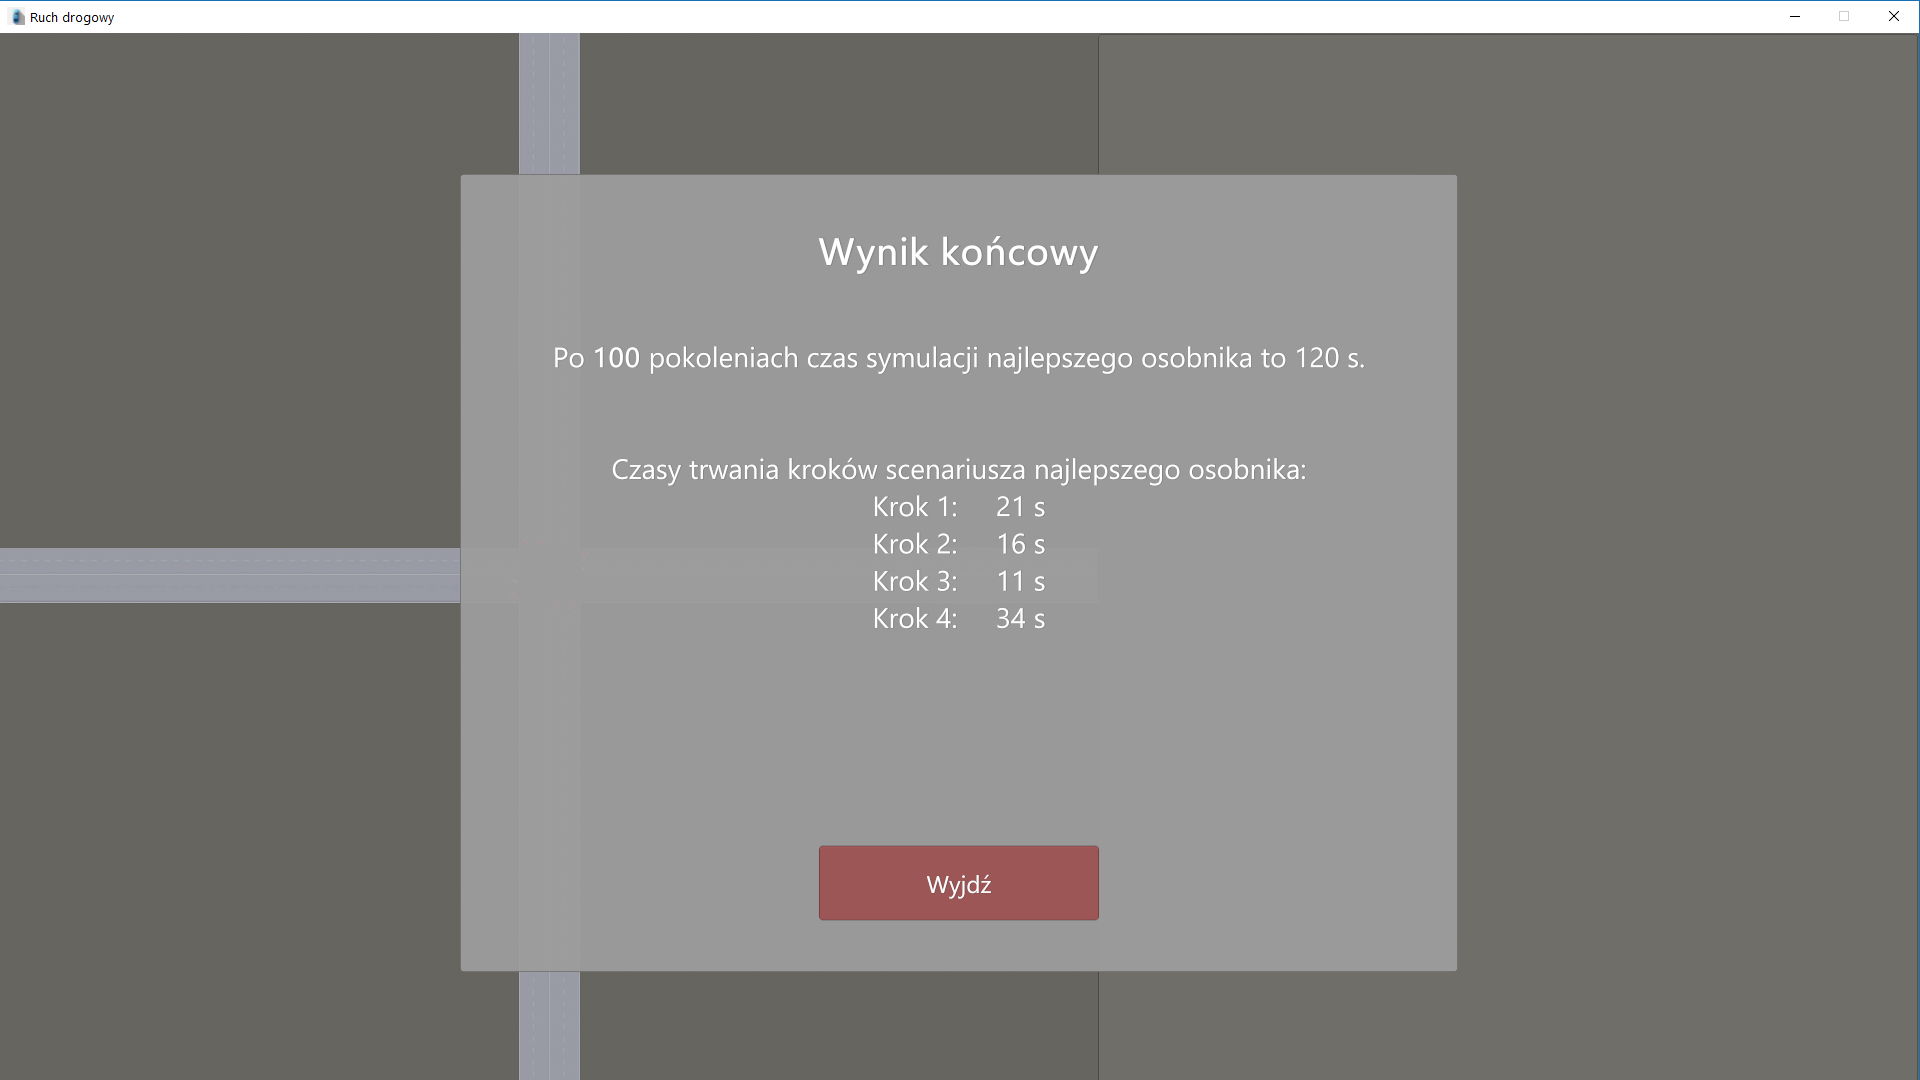 Ruch drogowy
Wynik końcowy
Po 100 pokoleniach czas symulacji najlepszego osobnika to 120 s.
Czasy trwania kroków scenariusza najlepszego osobnika:
Krok 1: 21 s
Krok 2: 16 s
Krok 3: 11 s
Krok 4: 34 s
Wyjdź